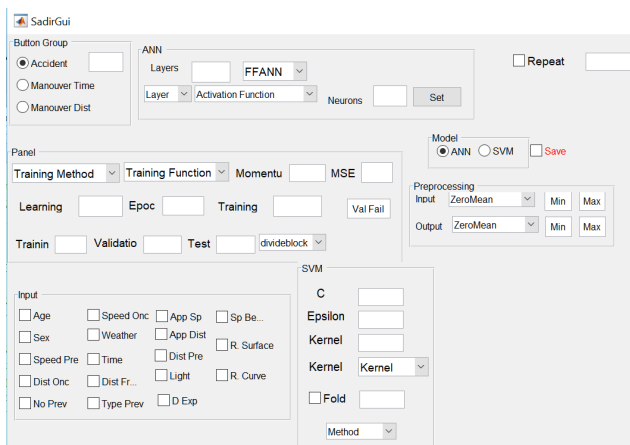 SadirGui
Button Group
Accident
Manouver Time
Manouver Dist
ANN
Layers FFANN
Layer Activation Function Neurons Set
Repeat
Model
ANN SVM Save
Panel
Training Method Training Function Momentu MSE
Learning Epoc Training Val Fail
Trainin Validatio Test divideblock
Preprocessing
Input ZeroMean Min Max
Output ZeroMean Min Max
Input
Age Speed Onc App Sp Sp Be...
Sex Weather App Dist R. Surface
Speed Pre Time Dist Pre
Dist Onc Dist Fr... Light R. Curve
No Prev Type Prev D Exp
SVM
C
Epsilon
Kernel
Kernel Kernel
Fold
Method